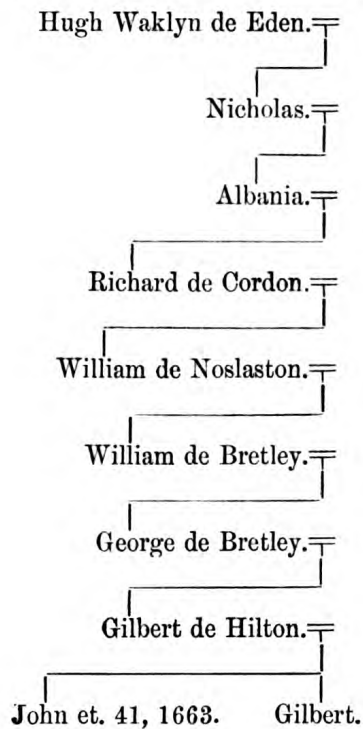 Hugh Waklyn de Eden.
Nicholas.
Albania.
Richard de Cordon.
William de Noslaston.
William de Bretley.
George de Bretley.
Gilbert de Hilton.
John et. 41, 1663. Gilbert.